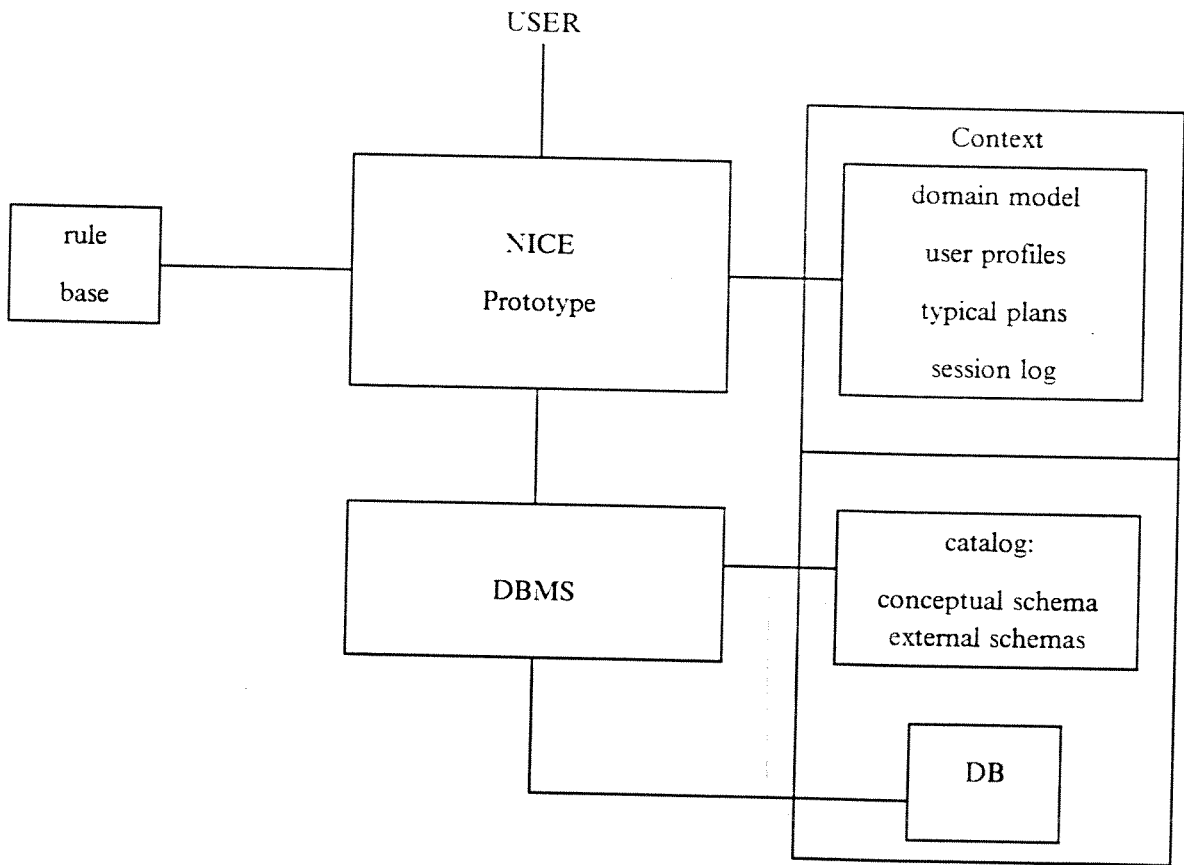 USER
Context
domain model
user profiles
typical plans
session log
rule
base
NICE
Prototype
DBMS
catalog:
conceptual schema
external schemas
DB